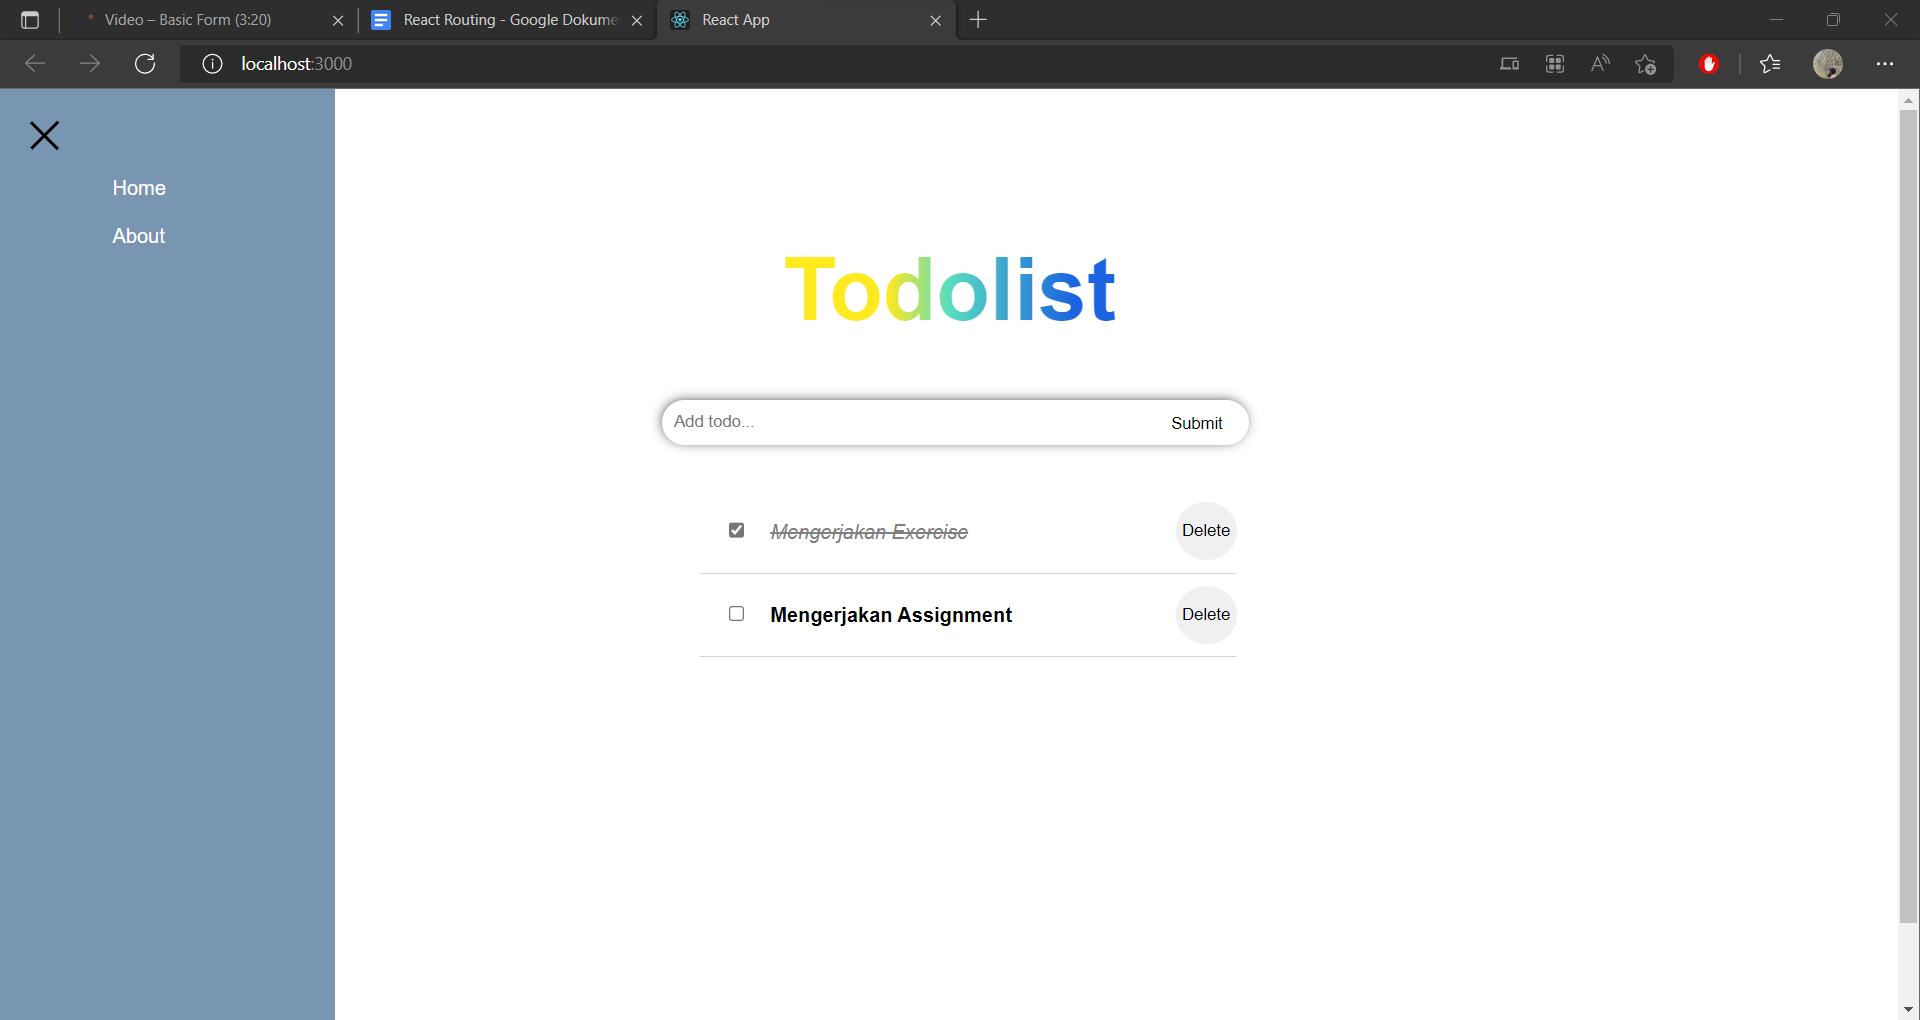 Video – Basic Form (3:20)
React Routing - Google Dokume
React App
localhost:3000
Home
About
Todolist
Add todo...
Submit
Mengerjakan Exercise
Delete
Mengerjakan Assignment
Delete